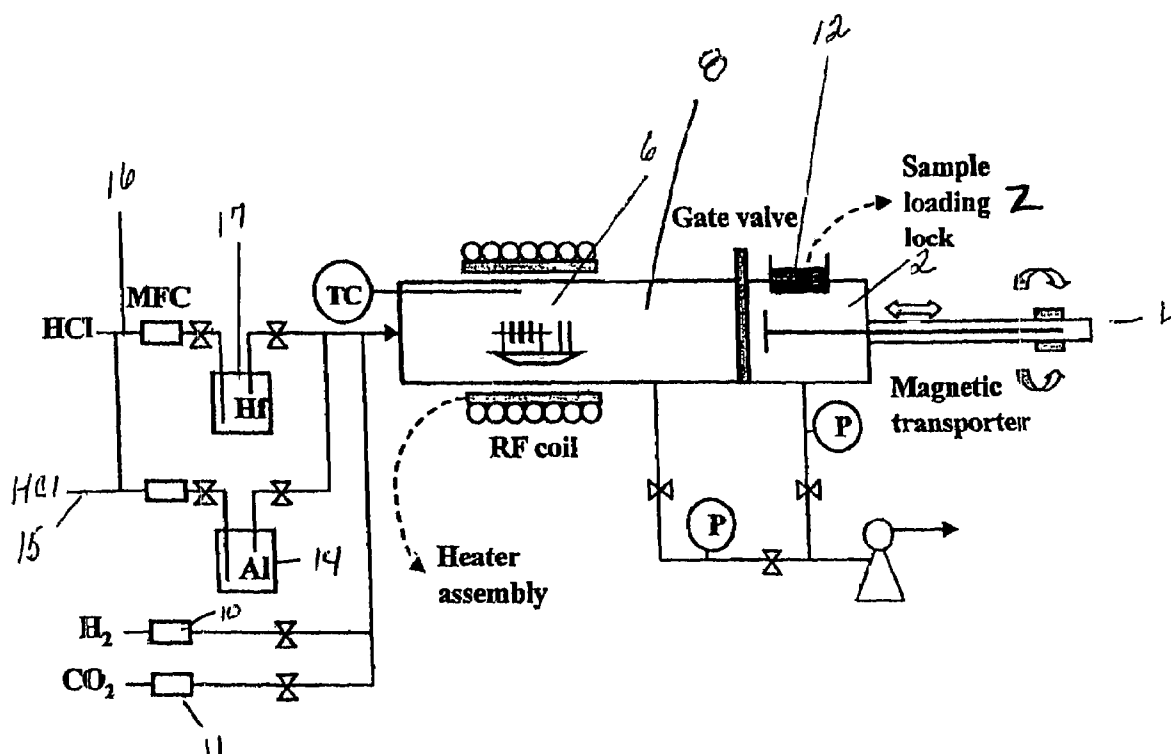 12
8
6
16
17
Sample
loading Z
lock
2
Gate valve
TC
MFC
HCl
Hf
1
Magnetic
transporter
P
RF coil
HCl
15
P
Al
14
Heater
assembly
10
H₂
CO₂
11